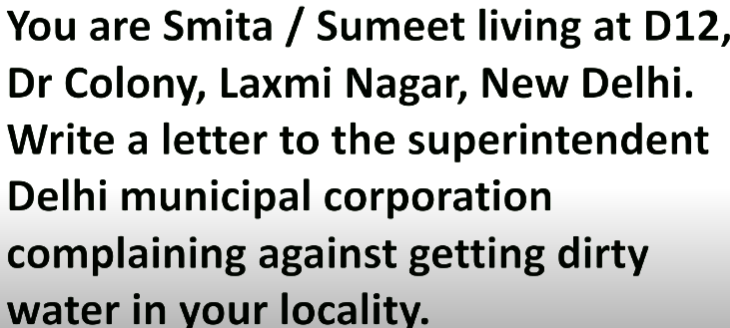 You are Smita / Sumeet living at D12,
Dr Colony, Laxmi Nagar, New Delhi.
Write a letter to the superintendent
Delhi municipal corporation
complaining against getting dirty
water in your locality.